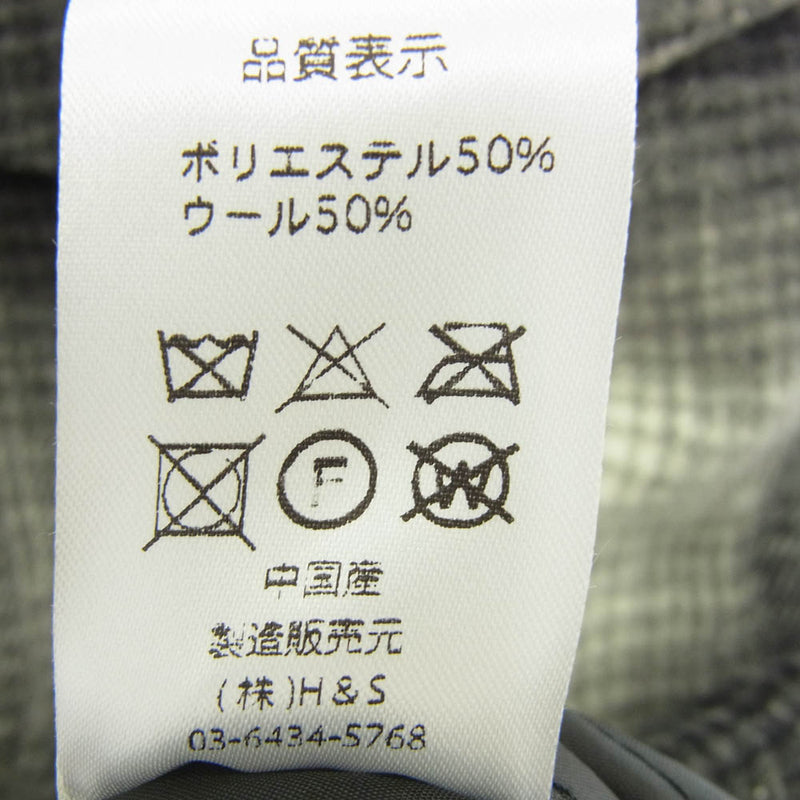 品質表示
ポリエステル50%
ウール50%
F
W
中国産
製造販売元
(株)H&S
03-6434-5768